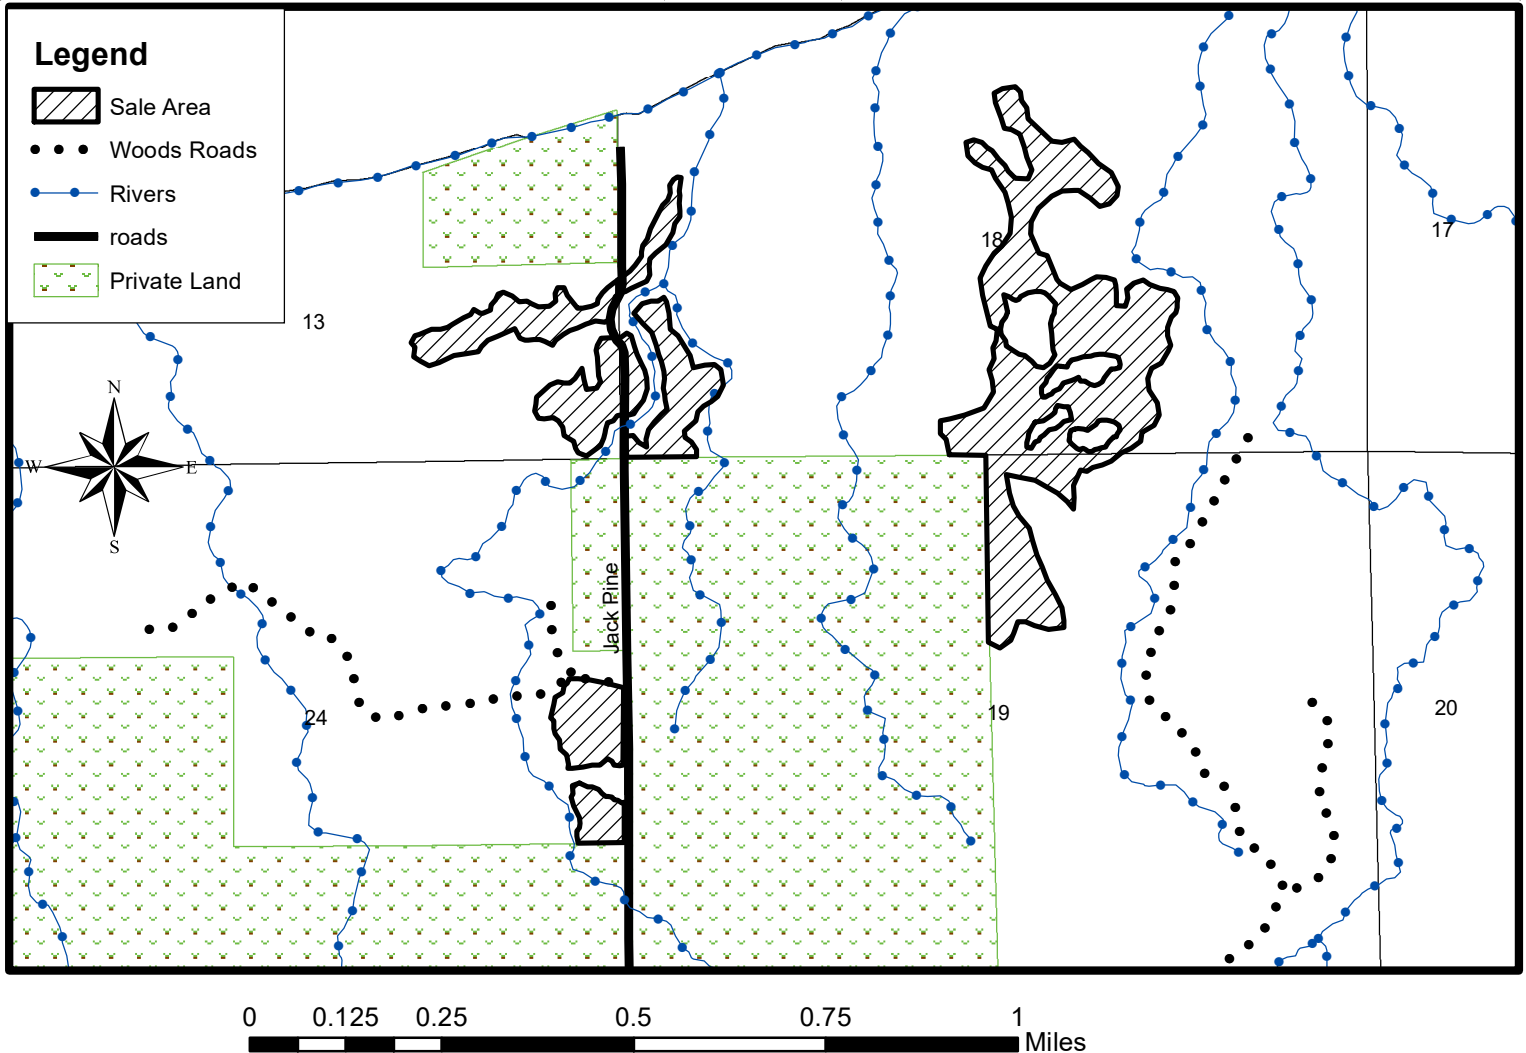 Legend
Sale Area
Woods Roads
Rivers
roads
Private Land
18
17
13
N
W
E
S
Jack Pine
24
19
20
0 0.125 0.25 0.5 0.75 1
Miles